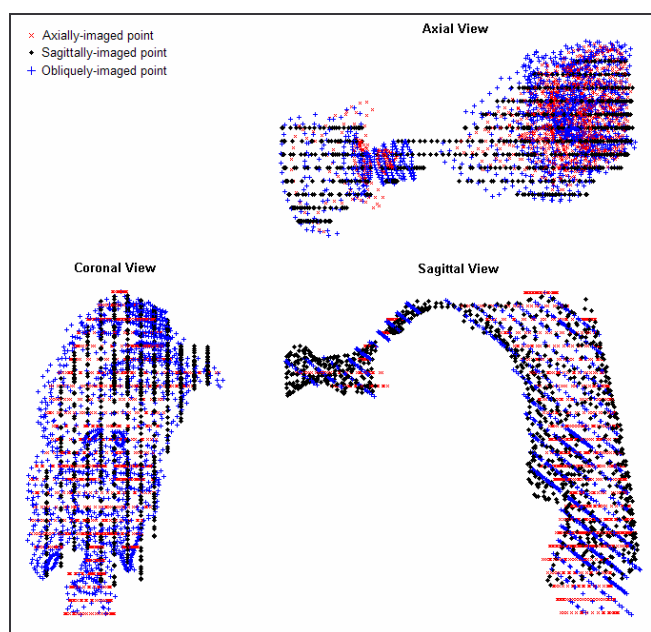 Axially-imaged point
Sagittally-imaged point
Obliquely-imaged point
Axial View
Coronal View
Sagittal View